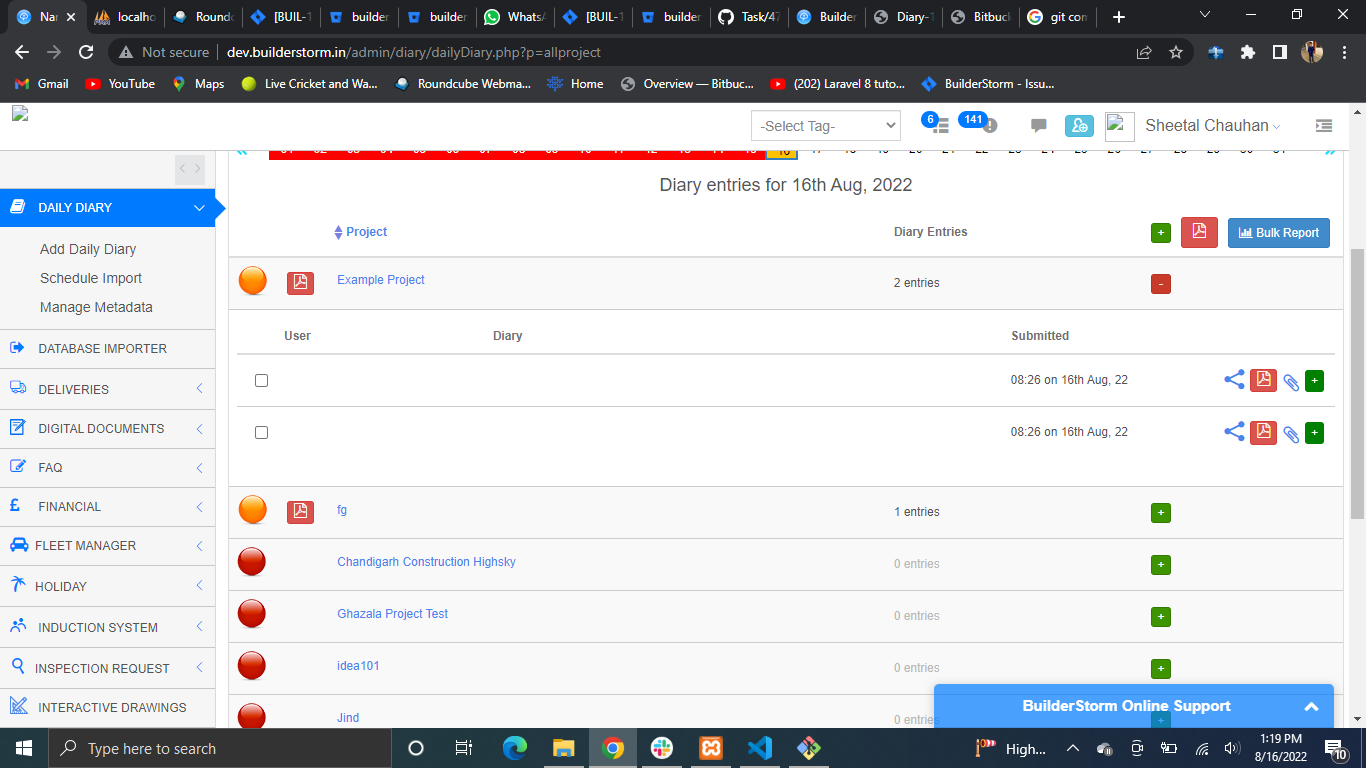 Nar
localho
Roundc
[BUIL-1
builder
builder
WhatsA
[BUIL-1
builder
Task/47
Builder
Diary-1
Bitbuck
git com
Not secure
dev.builderstorm.in/admin/diary/dailyDiary.php?p=allproject
Gmail
YouTube
Maps
Live Cricket and Wa...
Roundcube Webma...
Home
Overview — Bitbuc...
(202) Laravel 8 tuto...
BuilderStorm - Issu...
-Select Tag-
6
141
Sheetal Chauhan
DAILY DIARY
Add Daily Diary
Schedule Import
Manage Metadata
DATABASE IMPORTER
DELIVERIES
DIGITAL DOCUMENTS
FAQ
FINANCIAL
FLEET MANAGER
HOLIDAY
INDUCTION SYSTEM
INSPECTION REQUEST
INTERACTIVE DRAWINGS
Diary entries for 16th Aug, 2022
Project
Diary Entries
+
Bulk Report
Example Project
2 entries
-
User
Diary
Submitted
08:26 on 16th Aug, 22
+
08:26 on 16th Aug, 22
+
fg
1 entries
+
Chandigarh Construction Highsky
0 entries
+
Ghazala Project Test
0 entries
+
idea101
0 entries
+
Jind
0 entries
+
BuilderStorm Online Support
Type here to search
High...
1:19 PM
8/16/2022
10